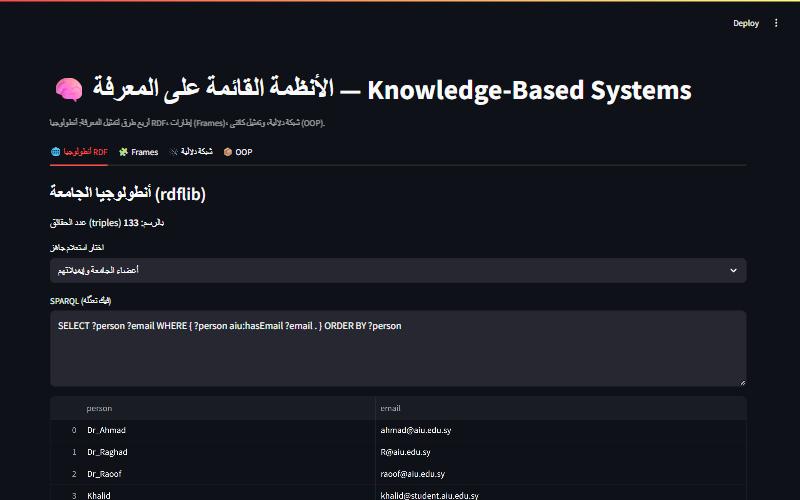 Deploy
الأنظمة القائمة على المعرفة — Knowledge-Based Systems
أربع طرق لتمثيل المعرفة: أنطولوجيا RDF، إطارات (Frames)، شبكة دلالية، وتمثيل كائني (OOP).
أنطولوجيا RDF
Frames
شبكة دلالية
OOP
أنطولوجيا الجامعة (rdflib)
عدد الحقائق (triples) بالرسم: 133
اختار استعلام جاهز
أعضاء الجامعة وإيميلاتهم
SPARQL (فيك تعدّله)
SELECT ?person ?email WHERE { ?person aiu:hasEmail ?email . } ORDER BY ?person
person email
0 Dr_Ahmad ahmad@aiu.edu.sy
1 Dr_Raghad R@aiu.edu.sy
2 Dr_Raoof raoof@aiu.edu.sy
3 Khalid khalid@student.aiu.edu.sy